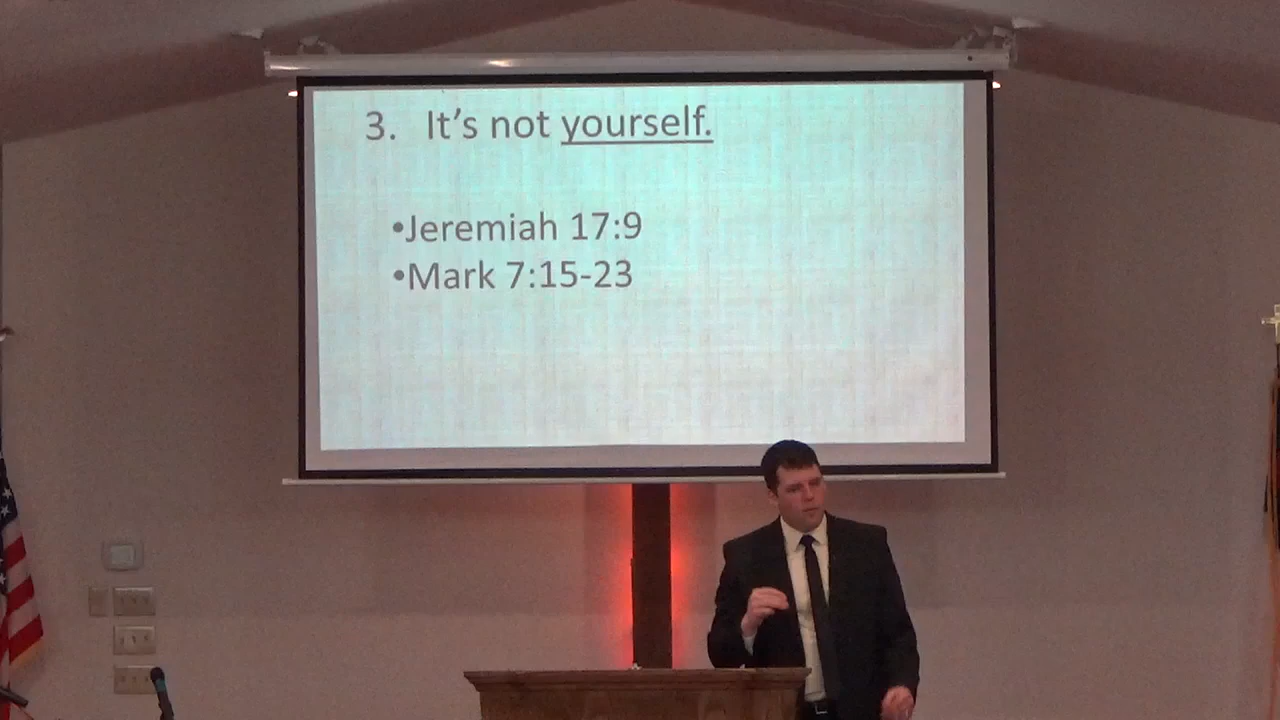 3. It's not yourself.
•Jeremiah 17:9
•Mark 7:15-23